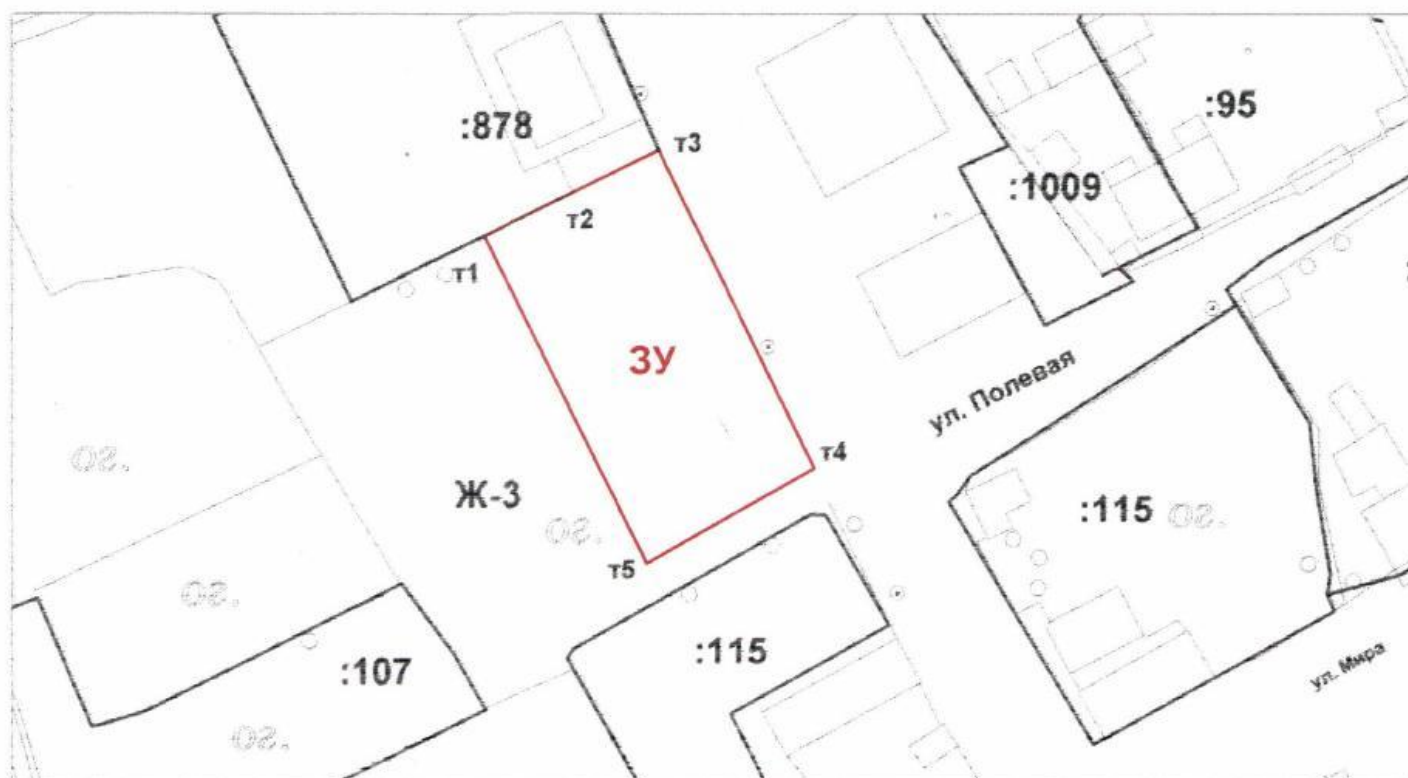 :878
:95
т3
:1009
т2
т1
ЗУ
ул. Полевая
т4
Ж-3
:115
т5
:115
:107
ул. Мира